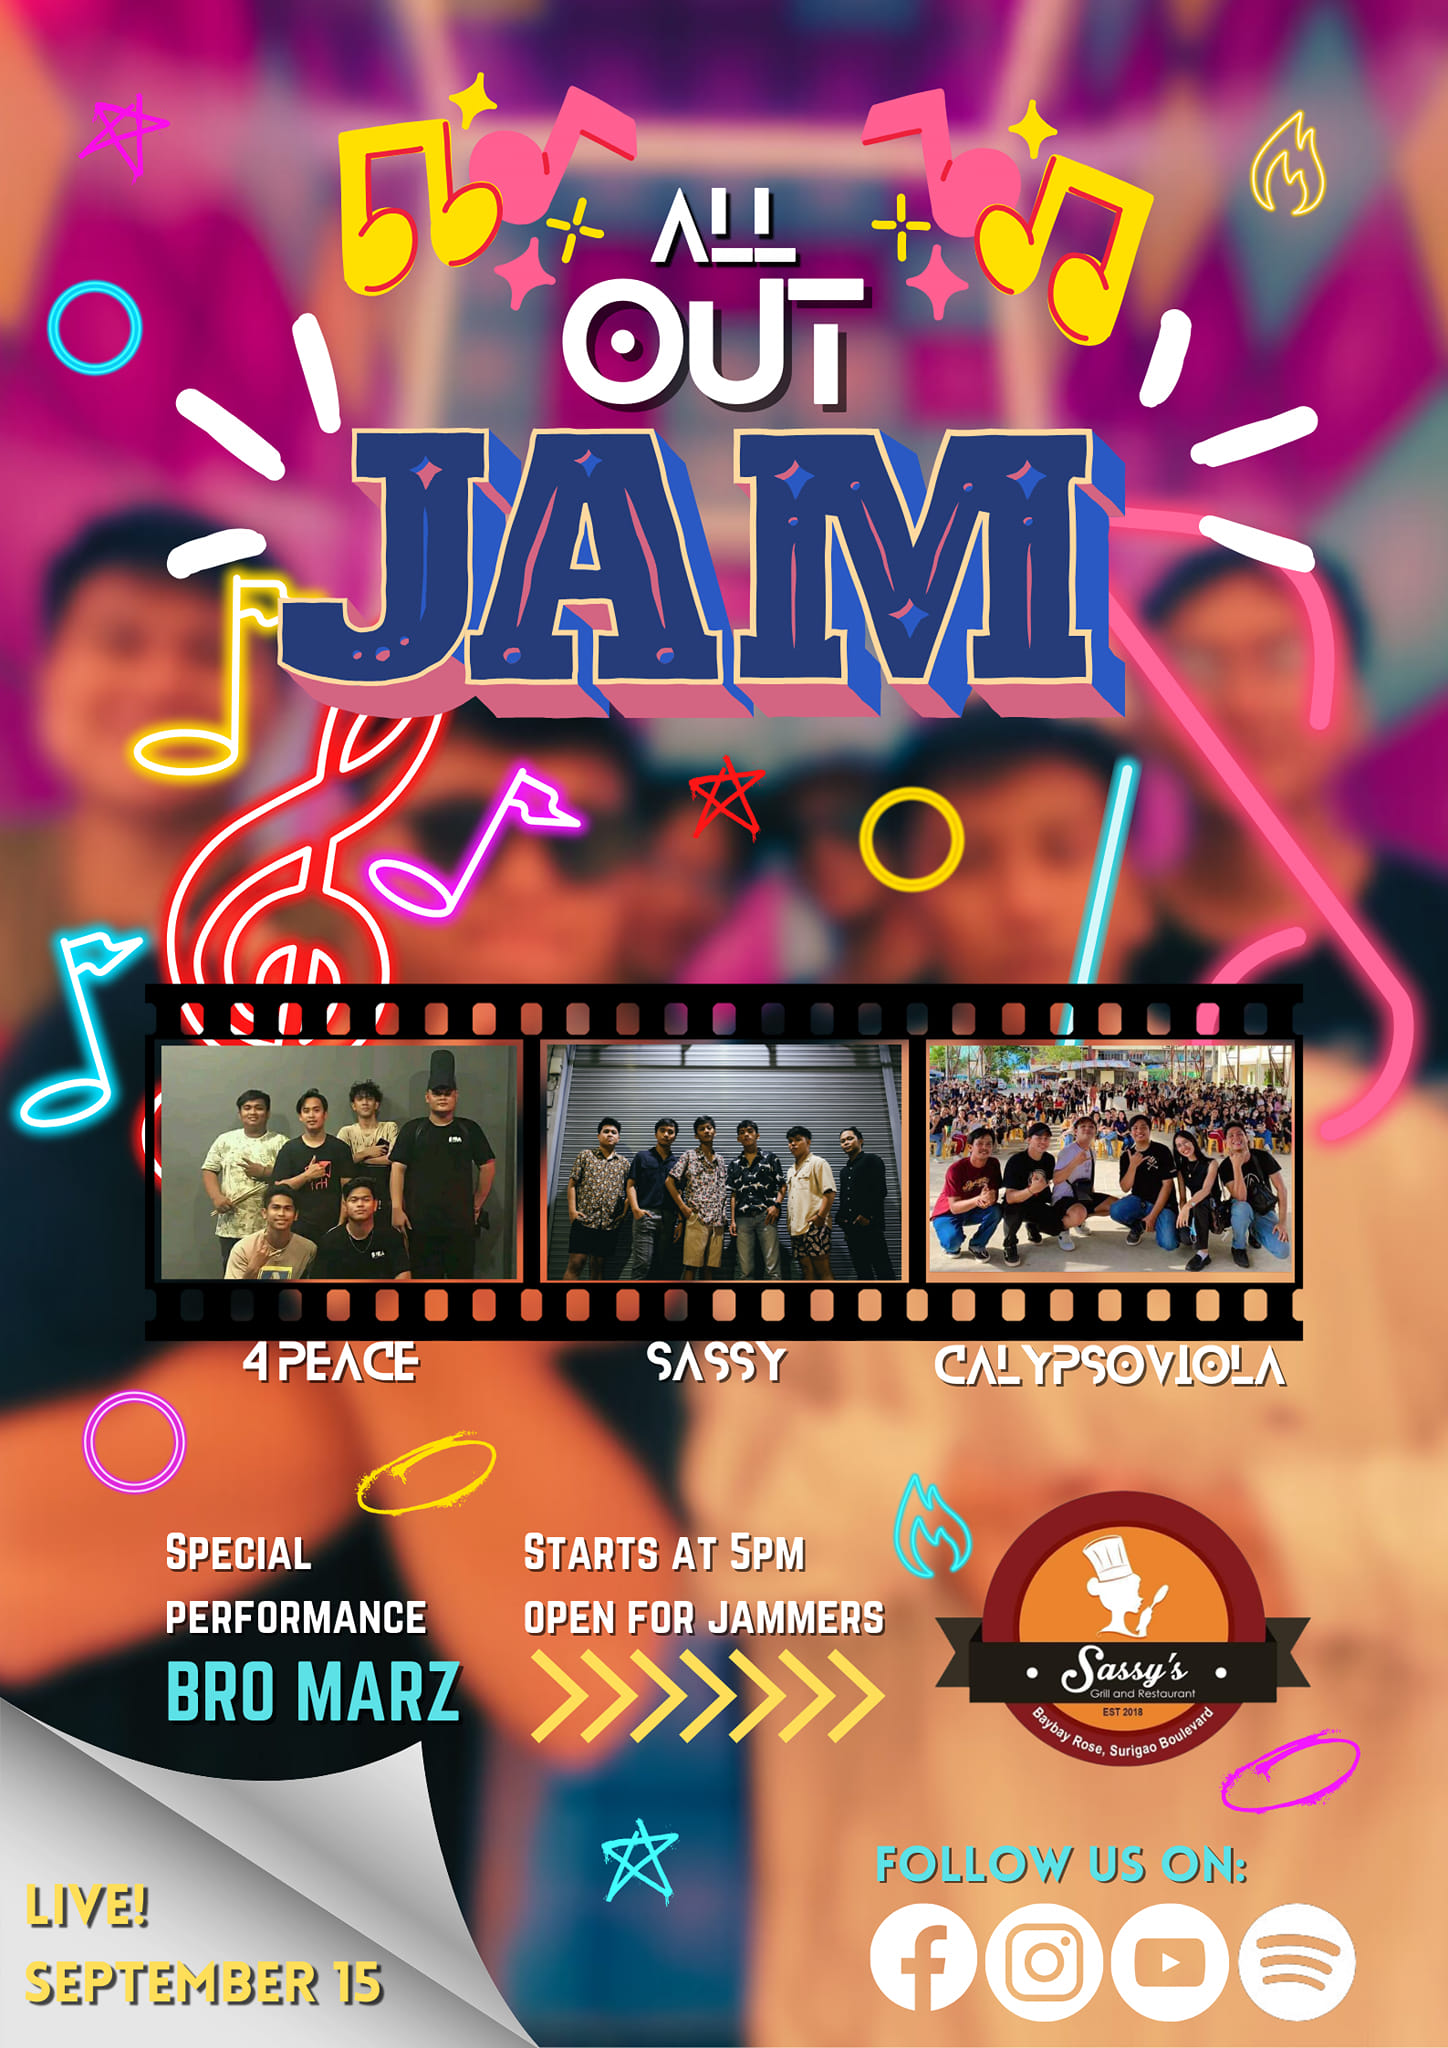 ALL
OUT
JAM
4 PEACE
SASSY
CALYPSOVIOLA
SPECIAL
PERFORMANCE
BRO MARZ
STARTS AT 5PM
OPEN FOR JAMMERS
Sassy's
Grill and Restaurant
EST 2018
Baybay Rose, Surigao Boulevard
FOLLOW US ON:
LIVE!
SEPTEMBER 15